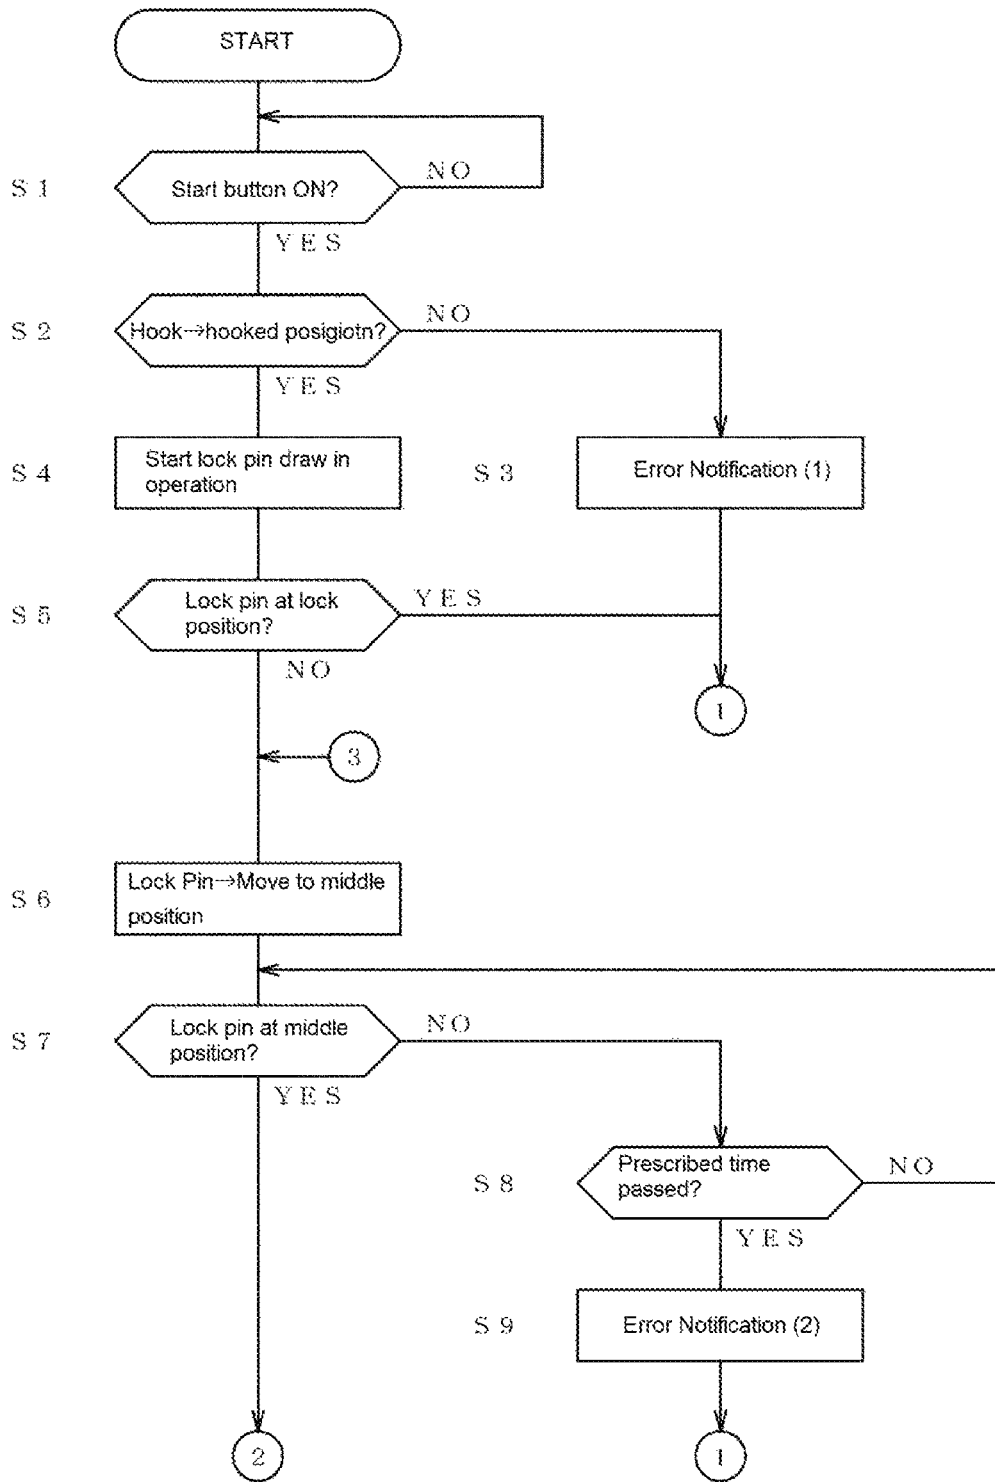 START
S 1
Start button ON?
NO
YES
S 2
Hook→hooked posigiotn?
NO
YES
S 4
Start lock pin draw in
operation
S 3
Error Notification (1)
S 5
Lock pin at lock
position?
YES
NO
1
3
S 6
Lock Pin→Move to middle
position
S 7
Lock pin at middle
position?
NO
YES
S 8
Prescribed time
passed?
NO
YES
S 9
Error Notification (2)
2
1